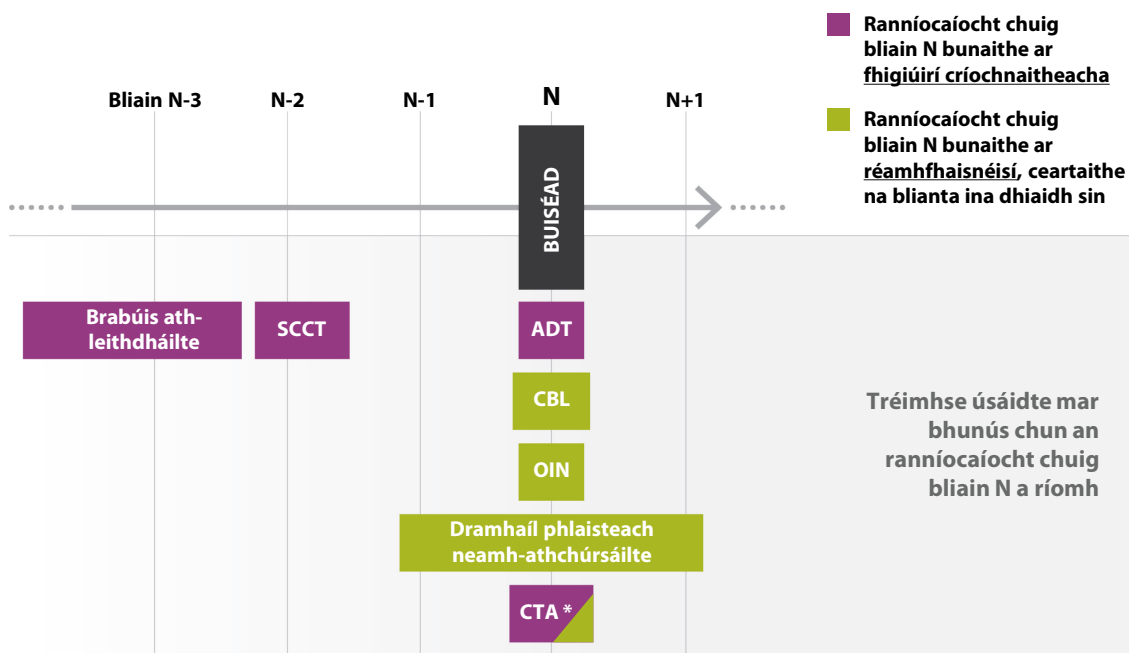 Ranníocaíocht chuig
bliain N bunaithe ar
fhigiúirí críochnaitheacha
Ranníocaíocht chuig
bliain N bunaithe ar
réamhfhaisnéisí, ceartaithe
na blianta ina dhiaidh sin
Bliain N-3
N-2
N-1
N
N+1
BUISÉAD
Brabúis ath-
leithdháilte
SCCT
ADT
CBL
OIN
Dramhaíl phlaisteach
neamh-athchúrsáilte
CTA *
Tréimhse úsáidte mar
bhunús chun an
ranníocaíocht chuig
bliain N a ríomh